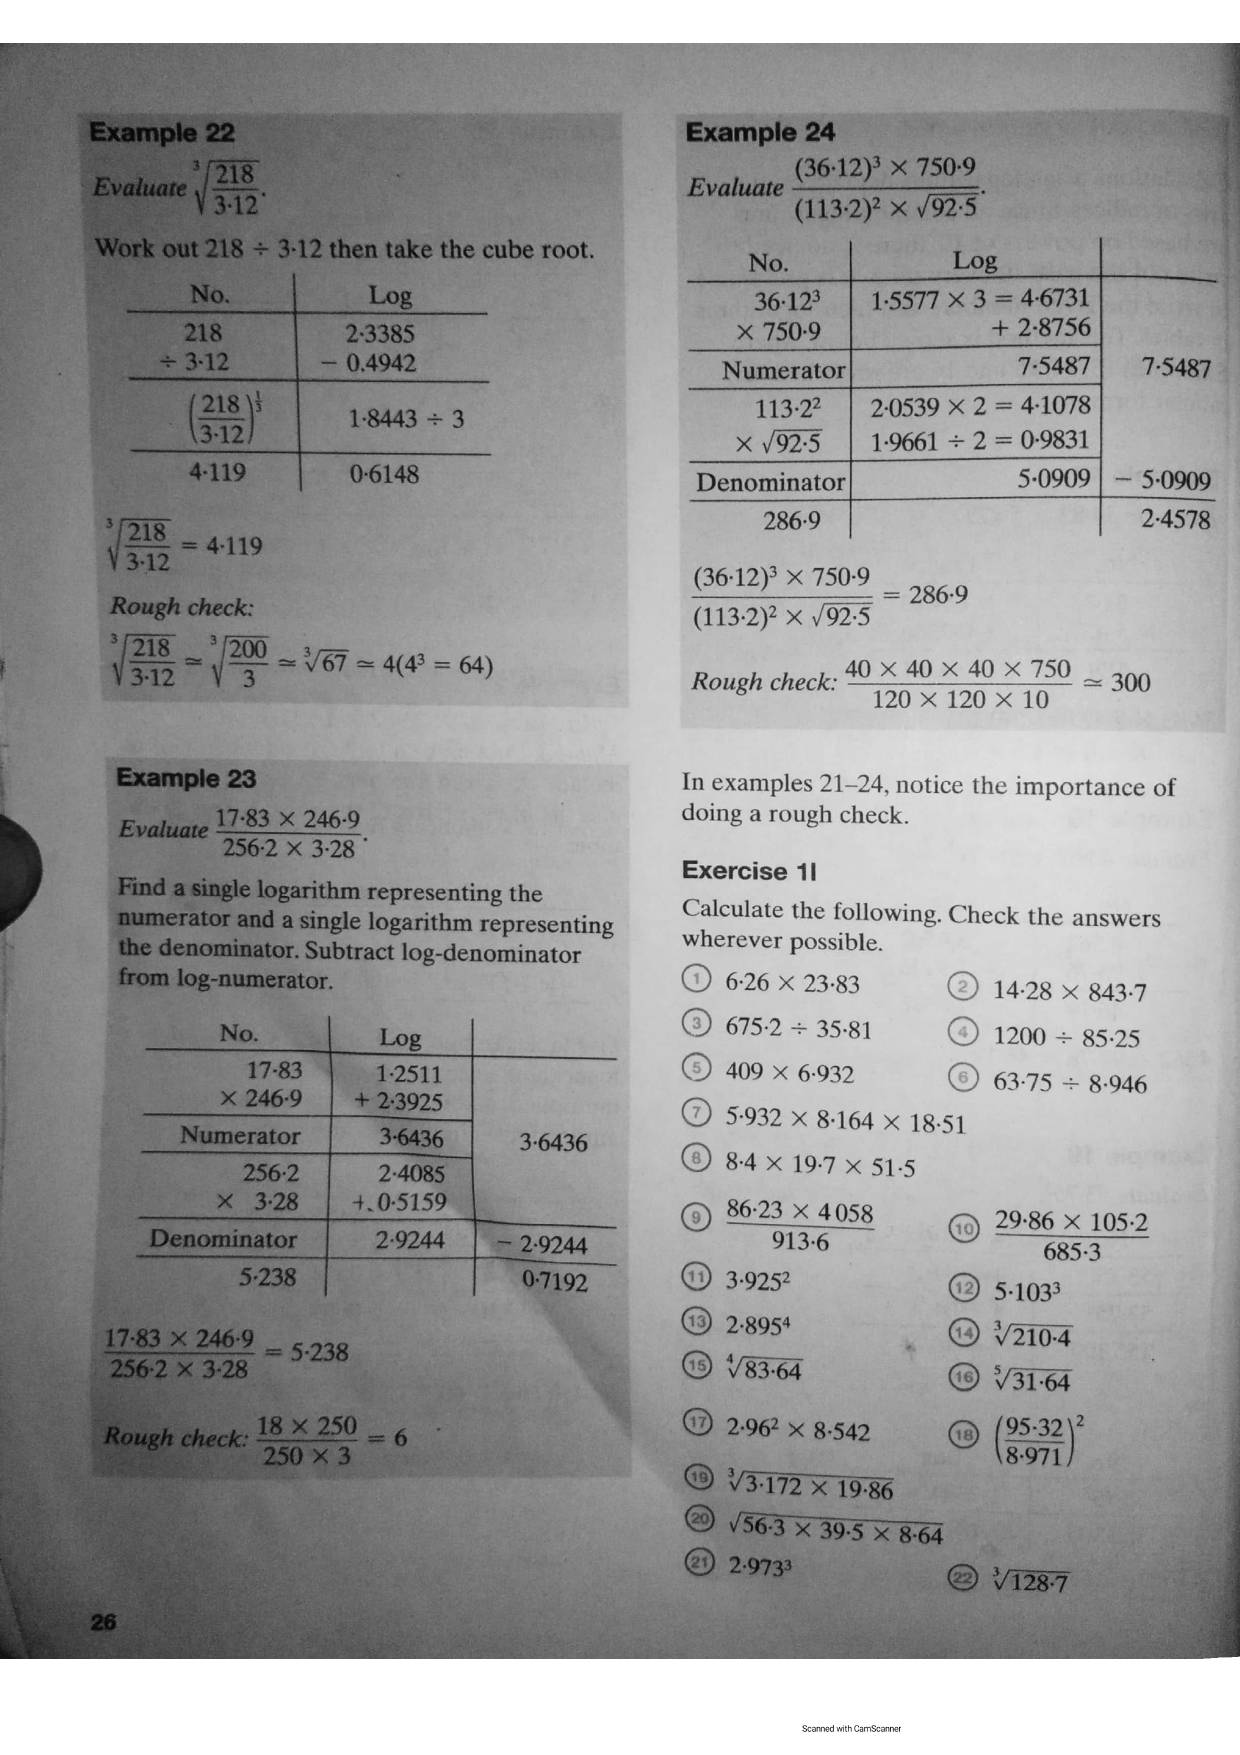 Example 22
Evaluate ∛(218/3·12).
Work out 218 ÷ 3·12 then take the cube root.
No. Log
218 2·3385
÷ 3·12 − 0.4942
(218/3·12)^⅓ 1·8443 ÷ 3
4·119 0·6148
∛(218/3·12) = 4·119
Rough check:
∛(218/3·12) ≃ ∛(200/3) ≃ ∛67 ≃ 4(4³ = 64)
Example 23
Evaluate (17·83 × 246·9)/(256·2 × 3·28).
Find a single logarithm representing the
numerator and a single logarithm representing
the denominator. Subtract log-denominator
from log-numerator.
No. Log
17·83 1·2511
× 246·9 + 2·3925
Numerator 3·6436 3·6436
256·2 2·4085
× 3·28 + 0·5159
Denominator 2·9244 − 2·9244
5·238 0·7192
(17·83 × 246·9)/(256·2 × 3·28) = 5·238
Rough check: (18 × 250)/(250 × 3) = 6
26
Example 24
Evaluate ((36·12)³ × 750·9)/((113·2)² × √92·5).
No. Log
36·12³ 1·5577 × 3 = 4·6731
× 750·9 + 2·8756
Numerator 7·5487 7·5487
113·2² 2·0539 × 2 = 4·1078
× √92·5 1·9661 ÷ 2 = 0·9831
Denominator 5·0909 − 5·0909
286·9 2·4578
((36·12)³ × 750·9)/((113·2)² × √92·5) = 286·9
Rough check: (40 × 40 × 40 × 750)/(120 × 120 × 10) ≃ 300
In examples 21–24, notice the importance of
doing a rough check.
Exercise 1I
Calculate the following. Check the answers
wherever possible.
1 6·26 × 23·83 2 14·28 × 843·7
3 675·2 ÷ 35·81 4 1200 ÷ 85·25
5 409 × 6·932 6 63·75 ÷ 8·946
7 5·932 × 8·164 × 18·51
8 8·4 × 19·7 × 51·5
9 (86·23 × 4058)/913·6 10 (29·86 × 105·2)/685·3
11 3·925² 12 5·103³
13 2·895⁴ 14 ∛210·4
15 ∜83·64 16 ⁵√31·64
17 2·96² × 8·542 18 (95·32/8·971)²
19 ∛(3·172 × 19·86)
20 √(56·3 × 39·5 × 8·64)
21 2·973³ 22 ∛128·7
Scanned with CamScanner